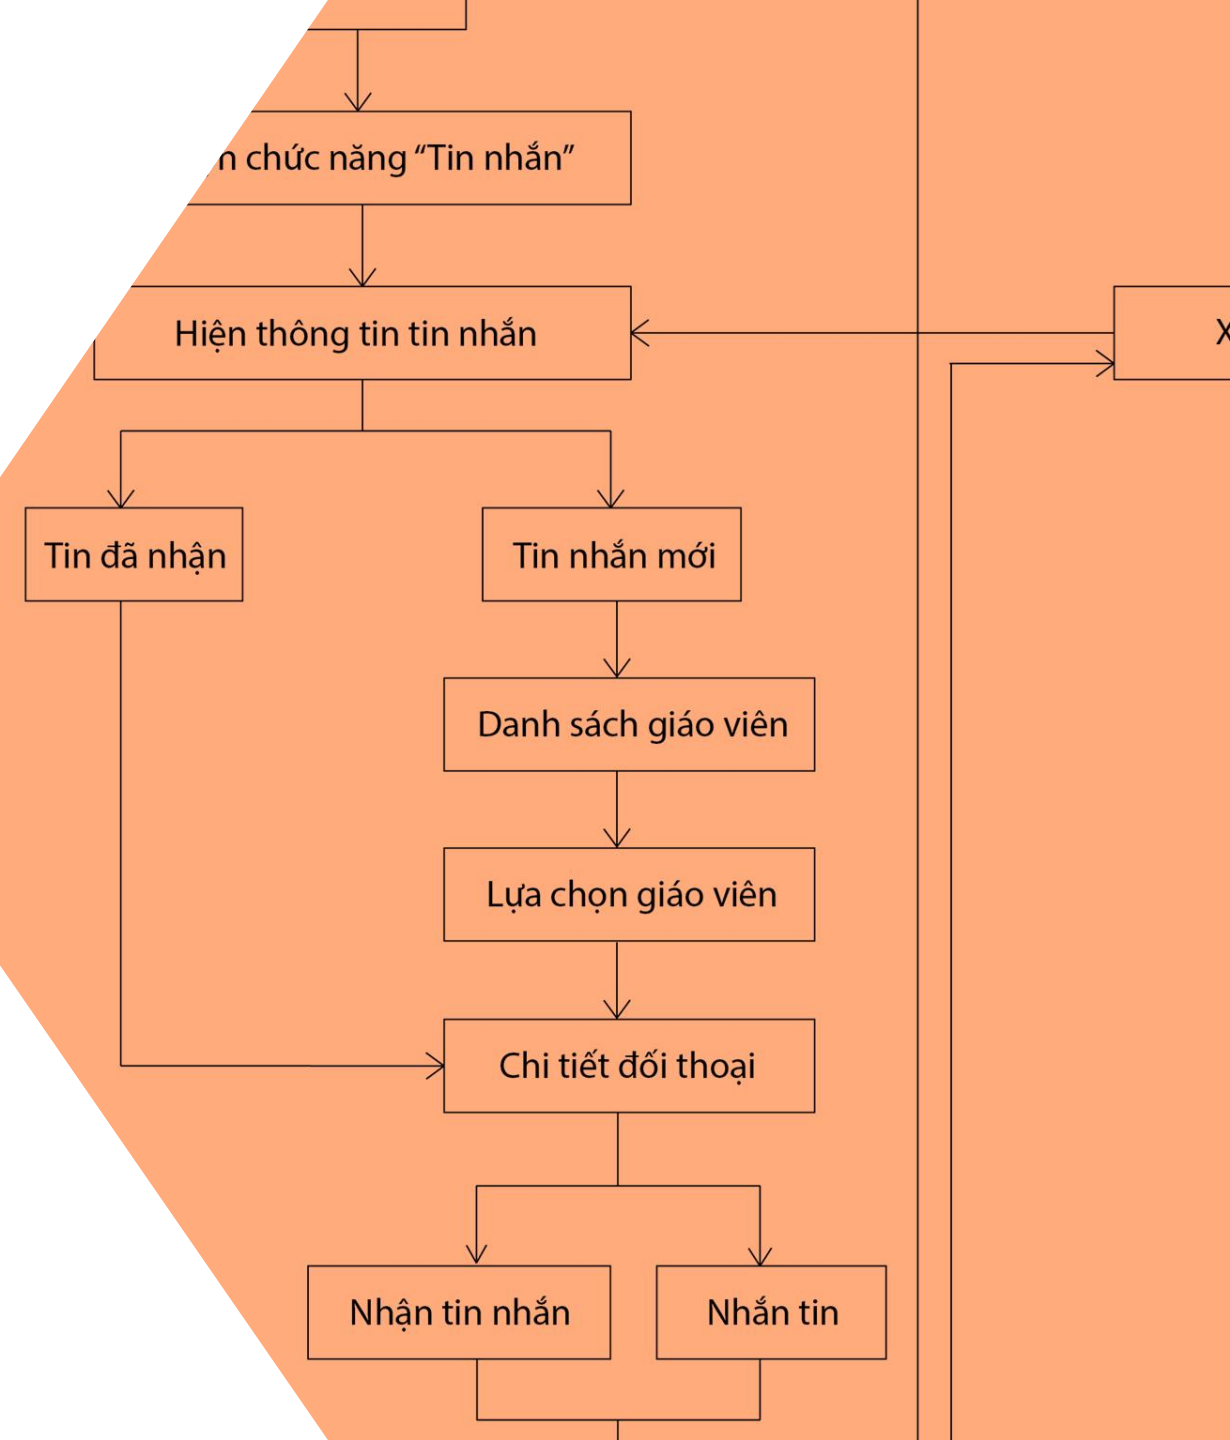 chức năng “Tin nhắn”
Hiện thông tin tin nhắn
Tin đã nhận
Tin nhắn mới
Danh sách giáo viên
Lựa chọn giáo viên
Chi tiết đối thoại
Nhận tin nhắn
Nhắn tin